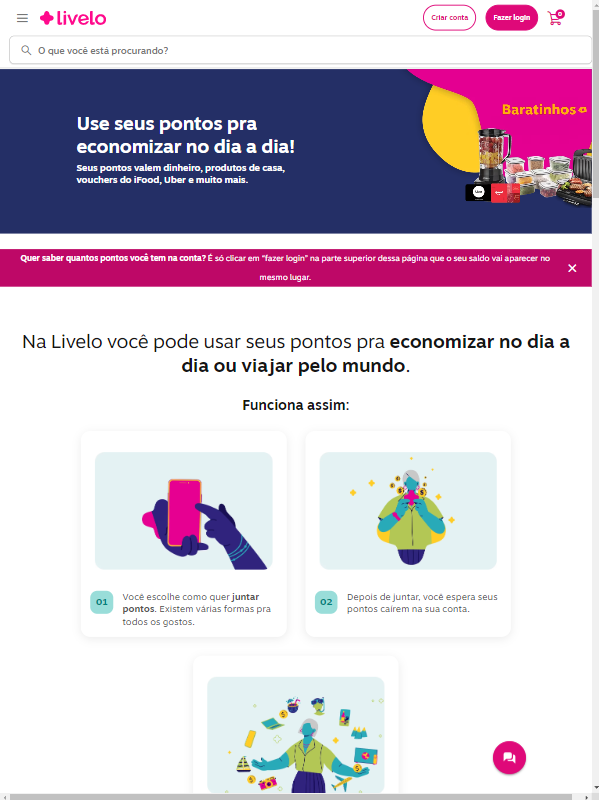 livelo
Criar conta
Fazer login
0
O que você está procurando?
Use seus pontos pra
economizar no dia a dia!
Seus pontos valem dinheiro, produtos de casa,
vouchers do iFood, Uber e muito mais.
Baratinhos
Quer saber quantos pontos você tem na conta? É só clicar em "fazer login" na parte superior dessa página que o seu saldo vai aparecer no
mesmo lugar.
Na Livelo você pode usar seus pontos pra economizar no dia a
dia ou viajar pelo mundo.
Funciona assim:
01
Você escolhe como quer juntar
pontos. Existem várias formas pra
todos os gostos.
02
Depois de juntar, você espera seus
pontos caírem na sua conta.